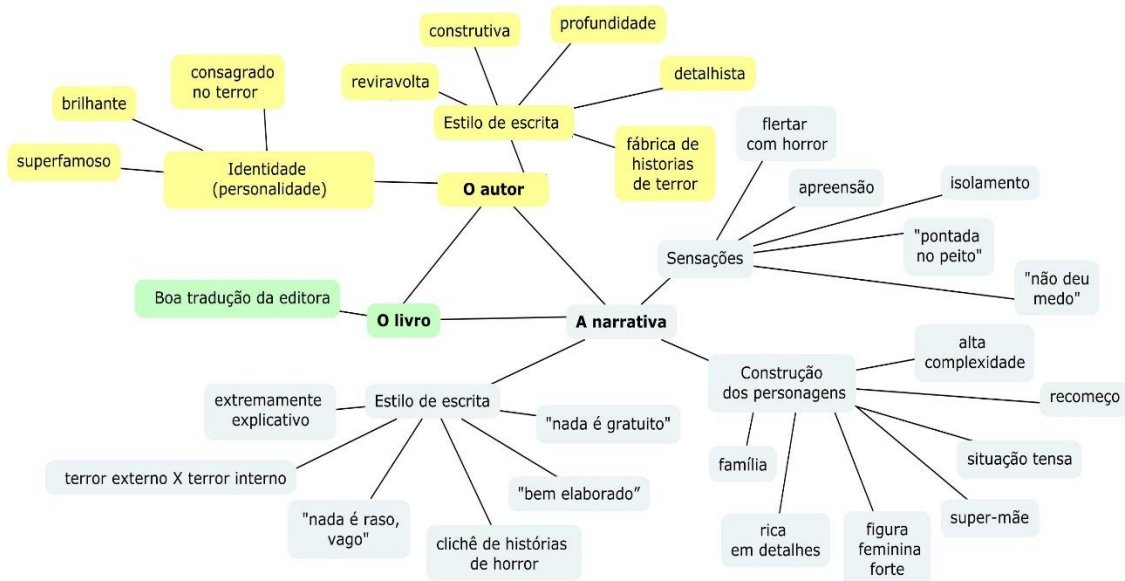 construtiva
profundidade
reviravolta
detalhista
consagrado
no terror
brilhante
superfamoso
Identidade
(personalidade)
Estilo de escrita
fábrica de
historias
de terror
O autor
flertar
com horror
apreensão
isolamento
"pontada
no peito"
"não deu
medo"
Sensações
Boa tradução da editora
O livro
A narrativa
alta
complexidade
Construção
dos personagens
recomeço
situação tensa
super-mãe
figura
feminina
forte
rica
em detalhes
família
Estilo de escrita
extremamente
explicativo
"nada é gratuito"
terror externo X terror interno
"bem elaborado”
"nada é raso,
vago"
clichê de histórias
de horror